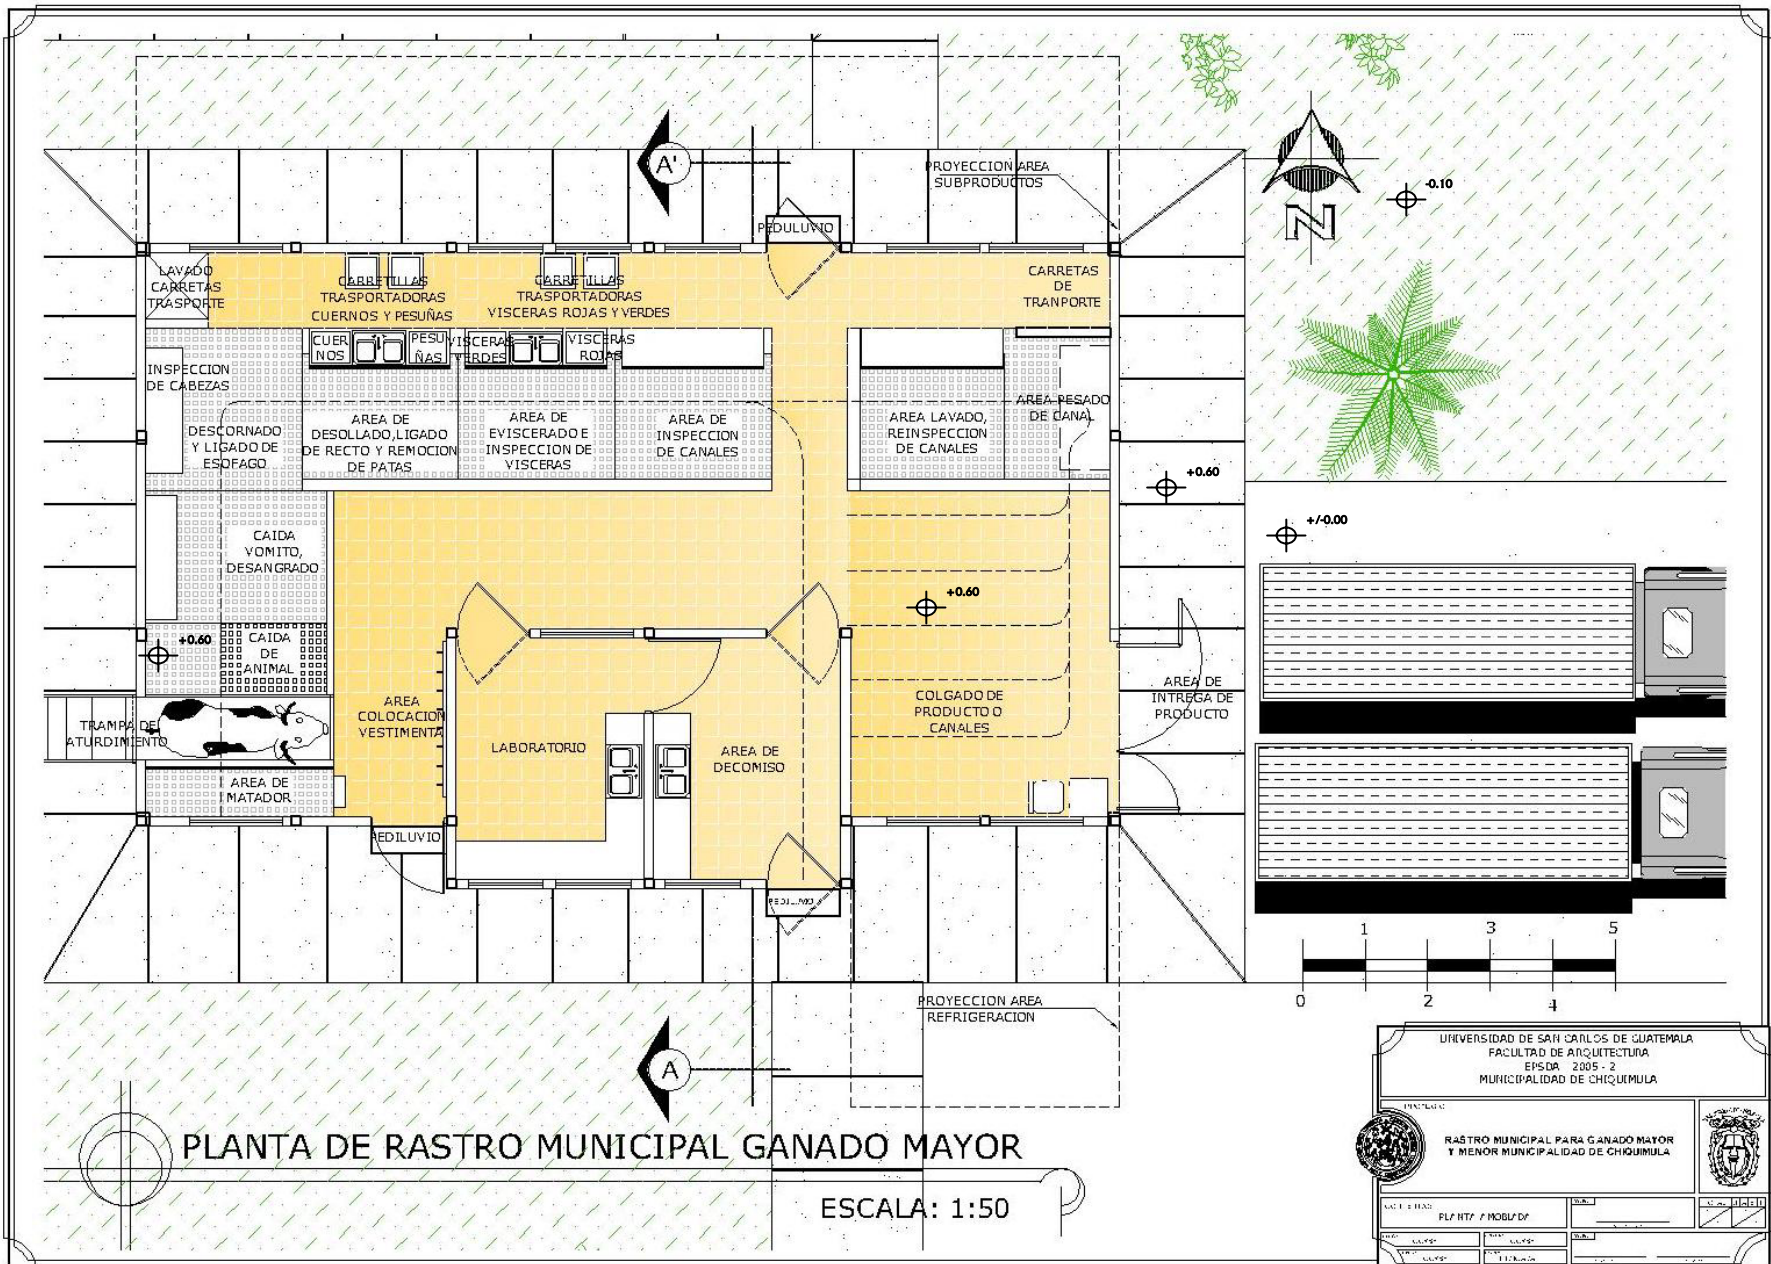 A'
PROYECCION AREA
SUBPRODUCTOS
N
-0.10
PEDULUVIO
LAVADO
CARRETAS
TRASPORTE
CARRETILLAS
TRASPORTADORAS
CUERNOS Y PESUÑAS
CARRETILLAS
TRASPORTADORAS
VISCERAS ROJAS Y VERDES
CARRETAS
DE
TRANPORTE
CUER
NOS
PESU
ÑAS
VISCERAS
VERDES
VISCERAS
ROJAS
INSPECCION
DE CABEZAS
DESCORNADO
Y LIGADO DE
ESOFAGO
AREA DE
DESOLLADO,LIGADO
DE RECTO Y REMOCION
DE PATAS
AREA DE
EVISCERADO E
INSPECCION DE
VISCERAS
AREA DE
INSPECCION
DE CANALES
AREA LAVADO,
REINSPECCION
DE CANALES
AREA PESADO
DE CANAL
+0.60
+/-0.00
CAIDA
VOMITO,
DESANGRADO
+0.60
+0.60
CAIDA
DE
ANIMAL
TRAMPA DE
ATURDIMIENTO
AREA
COLOCACION
VESTIMENTA
LABORATORIO
AREA DE
DECOMISO
COLGADO DE
PRODUCTO O
CANALES
AREA DE
INTREGA DE
PRODUCTO
AREA DE
MATADOR
PEDILUVIO
PEDILUVIO
1 3 5
0 2 4
PROYECCION AREA
REFRIGERACION
A
PLANTA DE RASTRO MUNICIPAL GANADO MAYOR
ESCALA: 1:50
UNIVERSIDAD DE SAN CARLOS DE GUATEMALA
FACULTAD DE ARQUITECTURA
EPSDA 2005 - 2
MUNICIPALIDAD DE CHIQUIMULA
RASTRO MUNICIPAL PARA GANADO MAYOR
Y MENOR MUNICIPALIDAD DE CHIQUIMULA
PLANTA AMOBLADA